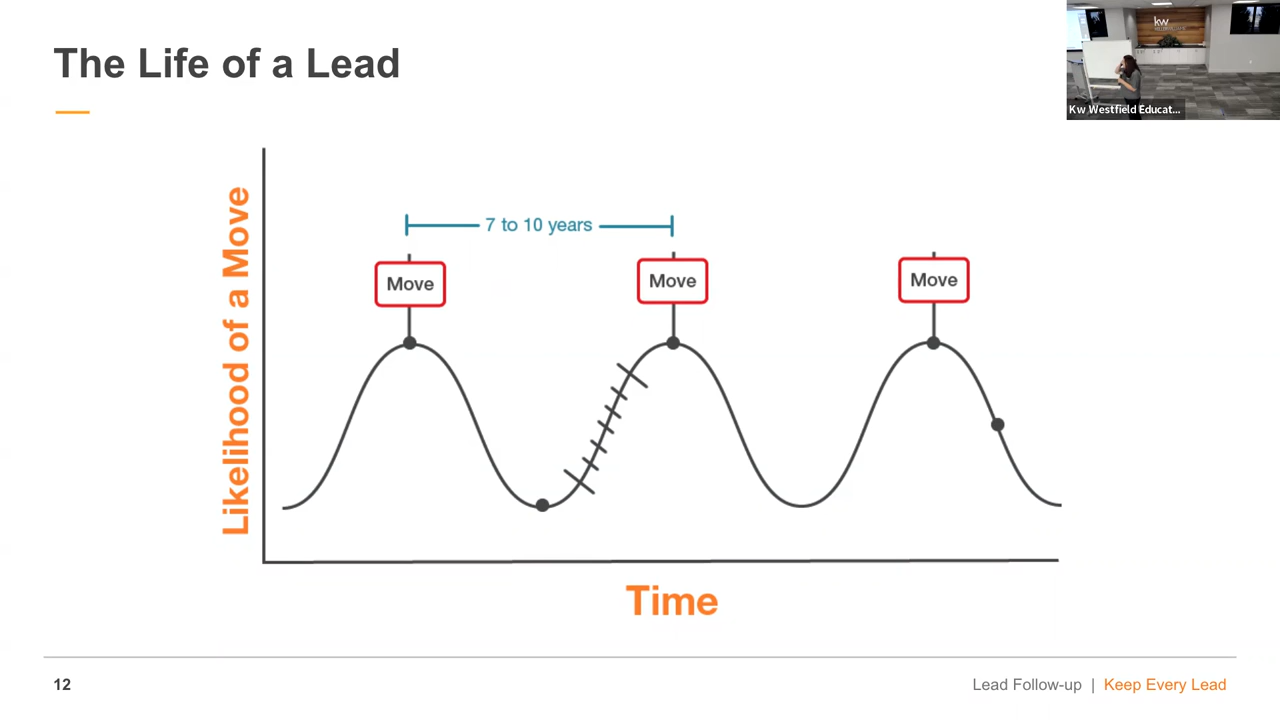 The Life of a Lead
kw
Kw Westfield Educat...
Likelihood of a Move
7 to 10 years
Move
Move
Move
Time
12
Lead Follow-up | Keep Every Lead